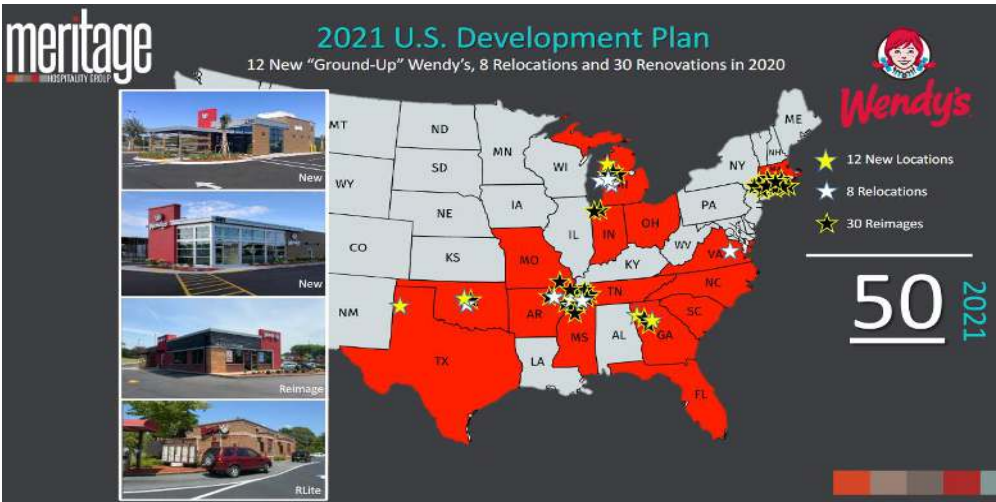 meritage
HOSPITALITY GROUP
2021 U.S. Development Plan
12 New "Ground-Up" Wendy's, 8 Relocations and 30 Renovations in 2020
Wendy's
12 New Locations
8 Relocations
30 Reimages
50
2021
New
New
Reimage
RLite
MT
ND
MN
ME
NH
WI
NY
SD
WY
IA
PA
NE
IL
IN
OH
WV
VA
CO
KS
MO
KY
NC
TN
NM
AR
SC
MS
AL
GA
TX
LA
FL